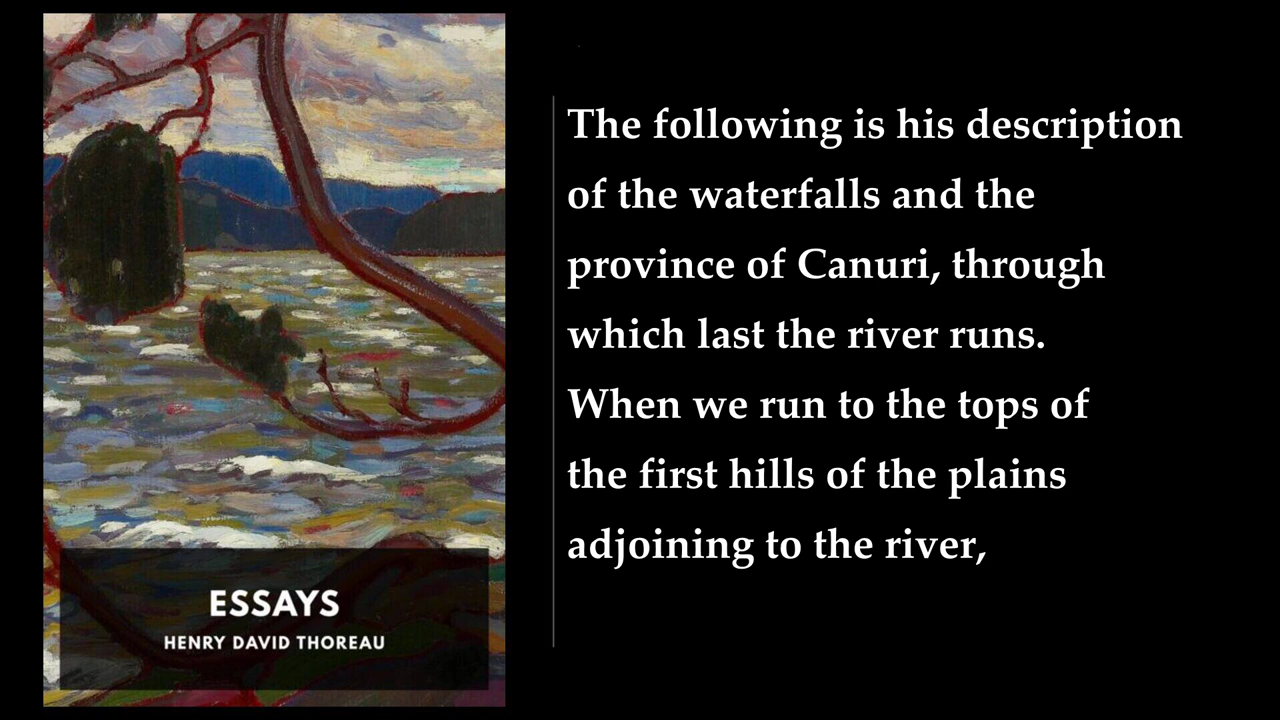 ESSAYS
HENRY DAVID THOREAU
The following is his description
of the waterfalls and the
province of Canuri, through
which last the river runs.
When we run to the tops of
the first hills of the plains
adjoining to the river,